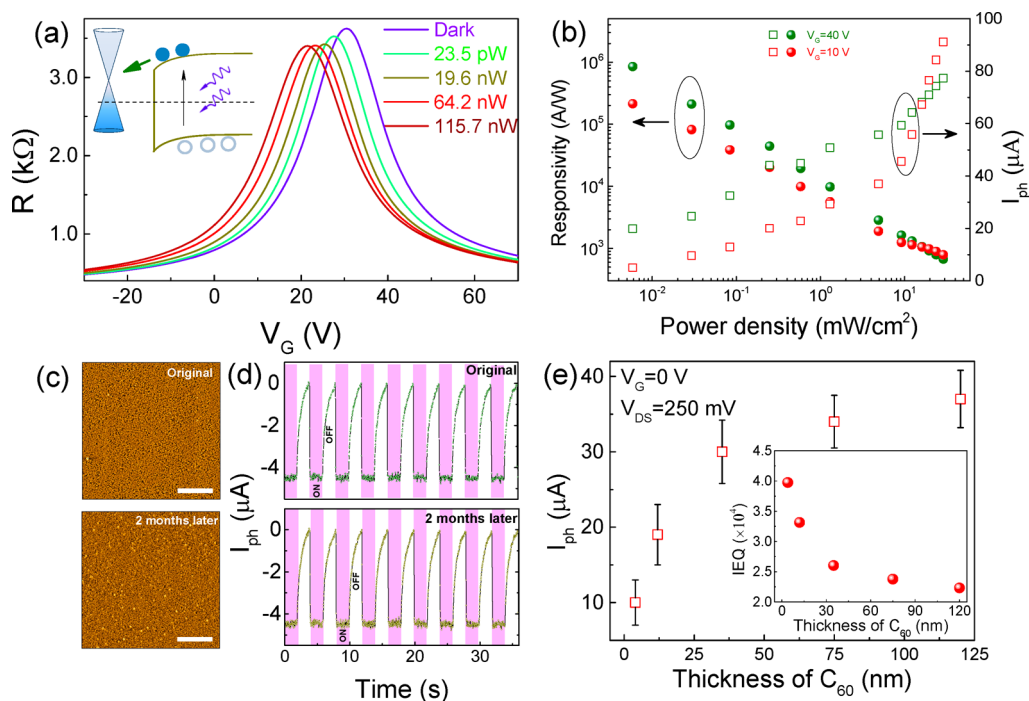 (a)
Dark
23.5 pW
19.6 nW
64.2 nW
115.7 nW
3.0
2.0
1.0
R (kΩ)
-20
0
20
40
60
V_G (V)
(b)
V_G=40 V
V_G=10 V
10^6
10^5
10^4
10^3
Responsivity (A/W)
100
80
60
40
20
0
I_ph (μA)
10^-2
10^-1
10^0
10^1
Power density (mW/cm^2)
(c)
Original
2 months later
(d)
Original
OFF
ON
0
-2
-4
2 months later
OFF
ON
0
-2
-4
I_ph (μA)
0
10
20
30
Time (s)
(e)
V_G=0 V
V_DS=250 mV
40
30
20
10
I_ph (μA)
0
25
50
75
100
125
Thickness of C_60 (nm)
4.0
3.5
3.0
2.5
2.0
IEQ (×10^-4)
0
30
60
90
120
Thickness of C_60 (nm)